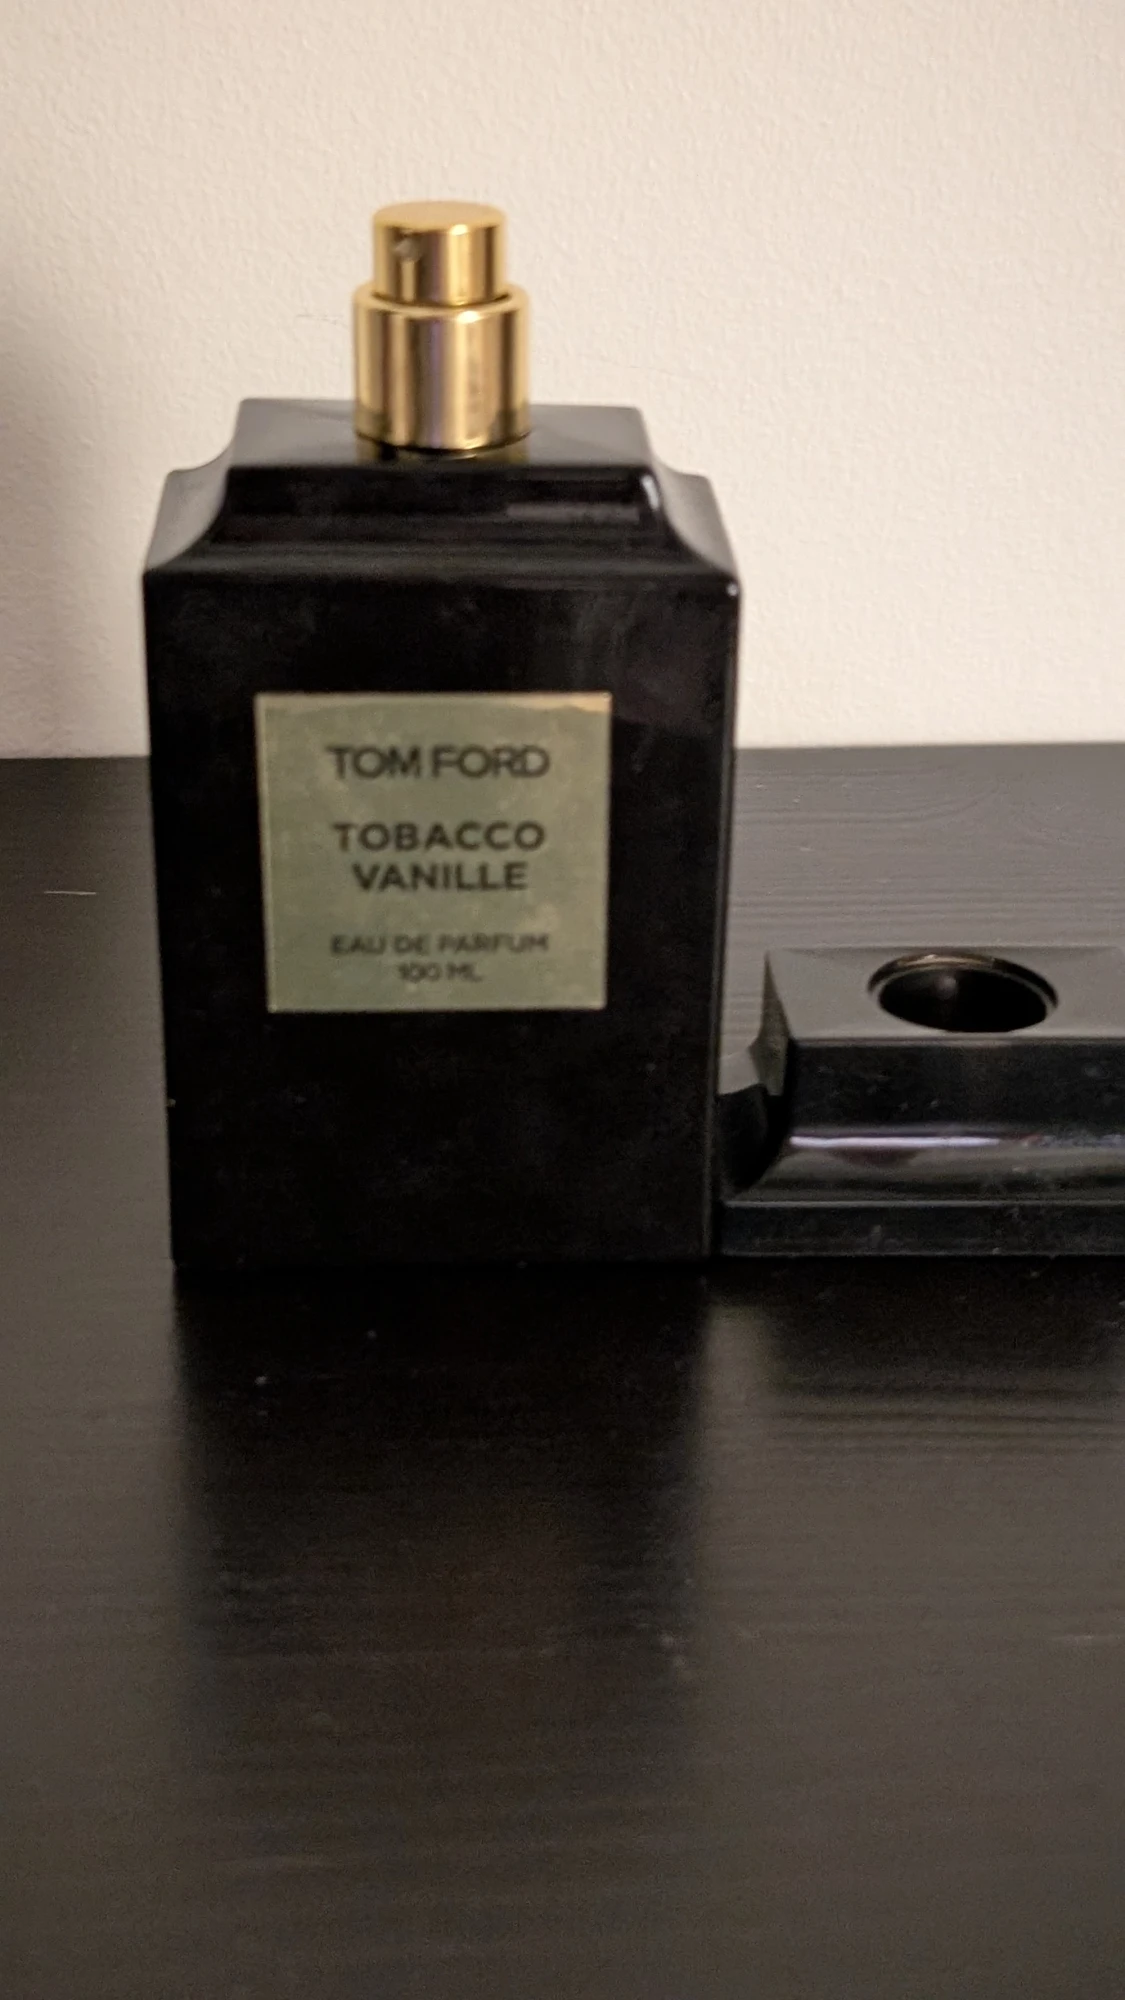 TOM FORD
TOBACCO
VANILLE
EAU DE PARFUM
100 ML